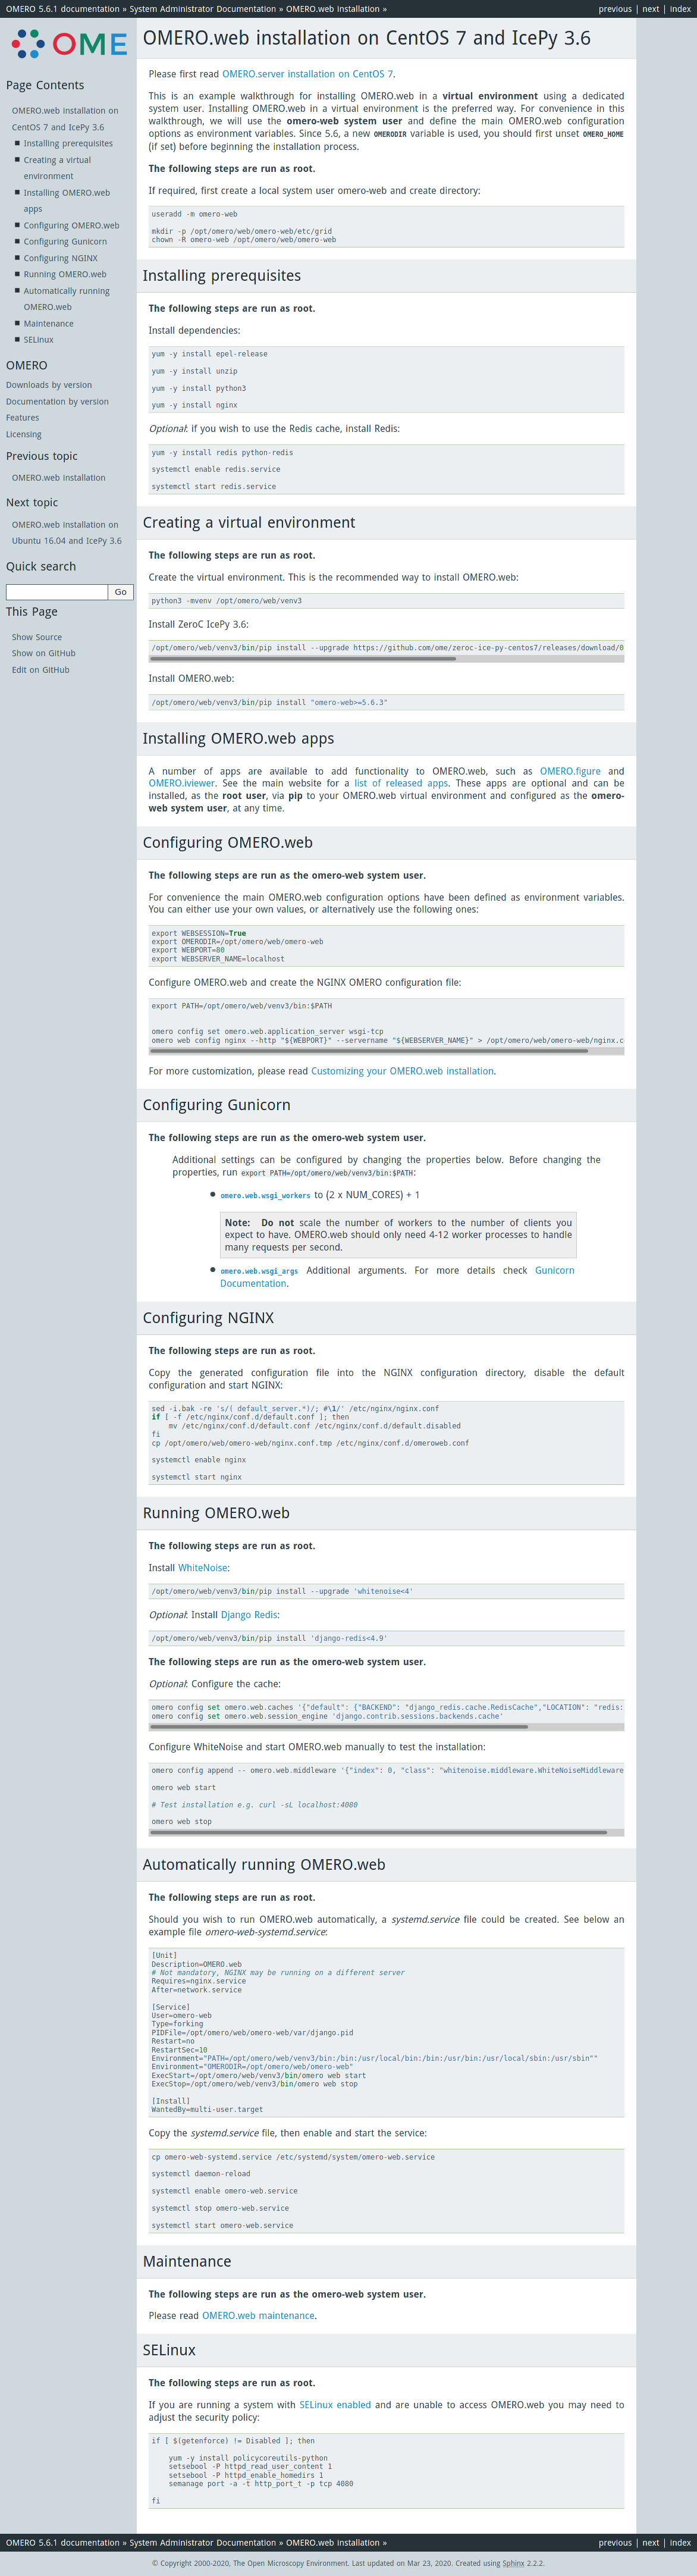 OMERO 5.6.1 documentation » System Administrator Documentation » OMERO.web installation »
previous | next | index
OME
Page Contents
OMERO.web installation on
CentOS 7 and IcePy 3.6
Installing prerequisites
Creating a virtual
environment
Installing OMERO.web
apps
Configuring OMERO.web
Configuring Gunicorn
Configuring NGINX
Running OMERO.web
Automatically running
OMERO.web
Maintenance
SELinux
OMERO
Downloads by version
Documentation by version
Features
Licensing
Previous topic
OMERO.web installation
Next topic
OMERO.web installation on
Ubuntu 16.04 and IcePy 3.6
Quick search
Go
This Page
Show Source
Show on GitHub
Edit on GitHub
OMERO.web installation on CentOS 7 and IcePy 3.6
Please first read OMERO.server installation on CentOS 7.
This is an example walkthrough for installing OMERO.web in a virtual environment using a dedicated
system user. Installing OMERO.web in a virtual environment is the preferred way. For convenience in this
walkthrough, we will use the omero-web system user and define the main OMERO.web configuration
options as environment variables. Since 5.6, a new OMERODIR variable is used, you should first unset OMERO_HOME
(if set) before beginning the installation process.
The following steps are run as root.
If required, first create a local system user omero-web and create directory:
useradd -m omero-web
mkdir -p /opt/omero/web/omero-web/etc/grid
chown -R omero-web /opt/omero/web/omero-web
Installing prerequisites
The following steps are run as root.
Install dependencies:
yum -y install epel-release
yum -y install unzip
yum -y install python3
yum -y install nginx
Optional: if you wish to use the Redis cache, install Redis:
yum -y install redis python-redis
systemctl enable redis.service
systemctl start redis.service
Creating a virtual environment
The following steps are run as root.
Create the virtual environment. This is the recommended way to install OMERO.web:
python3 -mvenv /opt/omero/web/venv3
Install ZeroC IcePy 3.6:
/opt/omero/web/venv3/bin/pip install --upgrade https://github.com/ome/zeroc-ice-py-centos7/releases/download/0
Install OMERO.web:
/opt/omero/web/venv3/bin/pip install "omero-web>=5.6.3"
Installing OMERO.web apps
A number of apps are available to add functionality to OMERO.web, such as OMERO.figure and
OMERO.iviewer. See the main website for a list of released apps. These apps are optional and can be
installed, as the root user, via pip to your OMERO.web virtual environment and configured as the omero-
web system user, at any time.
Configuring OMERO.web
The following steps are run as the omero-web system user.
For convenience the main OMERO.web configuration options have been defined as environment variables.
You can either use your own values, or alternatively use the following ones:
export WEBSESSION=True
export OMERODIR=/opt/omero/web/omero-web
export WEBPORT=80
export WEBSERVER_NAME=localhost
Configure OMERO.web and create the NGINX OMERO configuration file:
export PATH=/opt/omero/web/venv3/bin:$PATH
omero config set omero.web.application_server wsgi-tcp
omero web config nginx --http "${WEBPORT}" --servername "${WEBSERVER_NAME}" > /opt/omero/web/omero-web/nginx.c
For more customization, please read Customizing your OMERO.web installation.
Configuring Gunicorn
The following steps are run as the omero-web system user.
Additional settings can be configured by changing the properties below. Before changing the
properties, run export PATH=/opt/omero/web/venv3/bin:$PATH:
omero.web.wsgi_workers to (2 x NUM_CORES) + 1
Note: Do not scale the number of workers to the number of clients you
expect to have. OMERO.web should only need 4-12 worker processes to handle
many requests per second.
omero.web.wsgi_args Additional arguments. For more details check Gunicorn
Documentation.
Configuring NGINX
The following steps are run as root.
Copy the generated configuration file into the NGINX configuration directory, disable the default
configuration and start NGINX:
sed -i.bak -re 's/( default_server.*)/; #\1/' /etc/nginx/nginx.conf
if [ -f /etc/nginx/conf.d/default.conf ]; then
mv /etc/nginx/conf.d/default.conf /etc/nginx/conf.d/default.disabled
fi
cp /opt/omero/web/omero-web/nginx.conf.tmp /etc/nginx/conf.d/omeroweb.conf
systemctl enable nginx
systemctl start nginx
Running OMERO.web
The following steps are run as root.
Install WhiteNoise:
/opt/omero/web/venv3/bin/pip install --upgrade 'whitenoise<4'
Optional: Install Django Redis:
/opt/omero/web/venv3/bin/pip install 'django-redis<4.9'
The following steps are run as the omero-web system user.
Optional: Configure the cache:
omero config set omero.web.caches '{"default": {"BACKEND": "django_redis.cache.RedisCache","LOCATION": "redis:
omero config set omero.web.session_engine 'django.contrib.sessions.backends.cache'
Configure WhiteNoise and start OMERO.web manually to test the installation:
omero config append -- omero.web.middleware '{"index": 0, "class": "whitenoise.middleware.WhiteNoiseMiddleware
omero web start
# Test installation e.g. curl -sL localhost:4080
omero web stop
Automatically running OMERO.web
The following steps are run as root.
Should you wish to run OMERO.web automatically, a systemd.service file could be created. See below an
example file omero-web-systemd.service:
[Unit]
Description=OMERO.web
# Not mandatory, NGINX may be running on a different server
Requires=nginx.service
After=network.service
[Service]
User=omero-web
Type=forking
PIDFile=/opt/omero/web/omero-web/var/django.pid
Restart=no
RestartSec=10
Environment="PATH=/opt/omero/web/venv3/bin:/bin:/usr/local/bin:/bin:/usr/bin:/usr/local/sbin:/usr/sbin""
Environment="OMERODIR=/opt/omero/web/omero-web"
ExecStart=/opt/omero/web/venv3/bin/omero web start
ExecStop=/opt/omero/web/venv3/bin/omero web stop
[Install]
WantedBy=multi-user.target
Copy the systemd.service file, then enable and start the service:
cp omero-web-systemd.service /etc/systemd/system/omero-web.service
systemctl daemon-reload
systemctl enable omero-web.service
systemctl stop omero-web.service
systemctl start omero-web.service
Maintenance
The following steps are run as the omero-web system user.
Please read OMERO.web maintenance.
SELinux
The following steps are run as root.
If you are running a system with SELinux enabled and are unable to access OMERO.web you may need to
adjust the security policy:
if [ $(getenforce) != Disabled ]; then
yum -y install policycoreutils-python
setsebool -P httpd_read_user_content 1
setsebool -P httpd_enable_homedirs 1
semanage port -a -t http_port_t -p tcp 4080
fi
OMERO 5.6.1 documentation » System Administrator Documentation » OMERO.web installation »
previous | next | index
© Copyright 2000-2020, The Open Microscopy Environment. Last updated on Mar 23, 2020. Created using Sphinx 2.2.2.